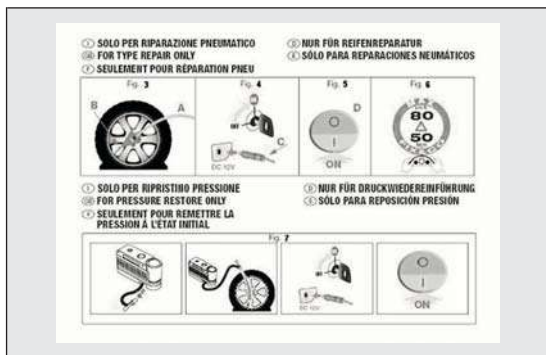 I SOLO PER RIPARAZIONE PNEUMATICO
GB FOR TYPE REPAIR ONLY
F SEULEMENT POUR RÉPARATION PNEU
D NUR FÜR REIFENREPARATUR
E SÓLO PARA REPARACIONES NEUMÁTICOS
Fig. 3
B
A
Fig. 4
OFF
C
DC 12V
Fig. 5
D
O
I
ON
Fig. 6
80
50
I SOLO PER RIPRISTINO PRESSIONE
GB FOR PRESSURE RESTORE ONLY
F SEULEMENT POUR REMETTRE LA
PRESSION À L'ÉTAT INITIAL
D NUR FÜR DRUCKWIEDEREINFÜHRUNG
E SÓLO PARA REPOSICIÓN PRESIÓN
Fig. 7
DC 12V
O
I
ON